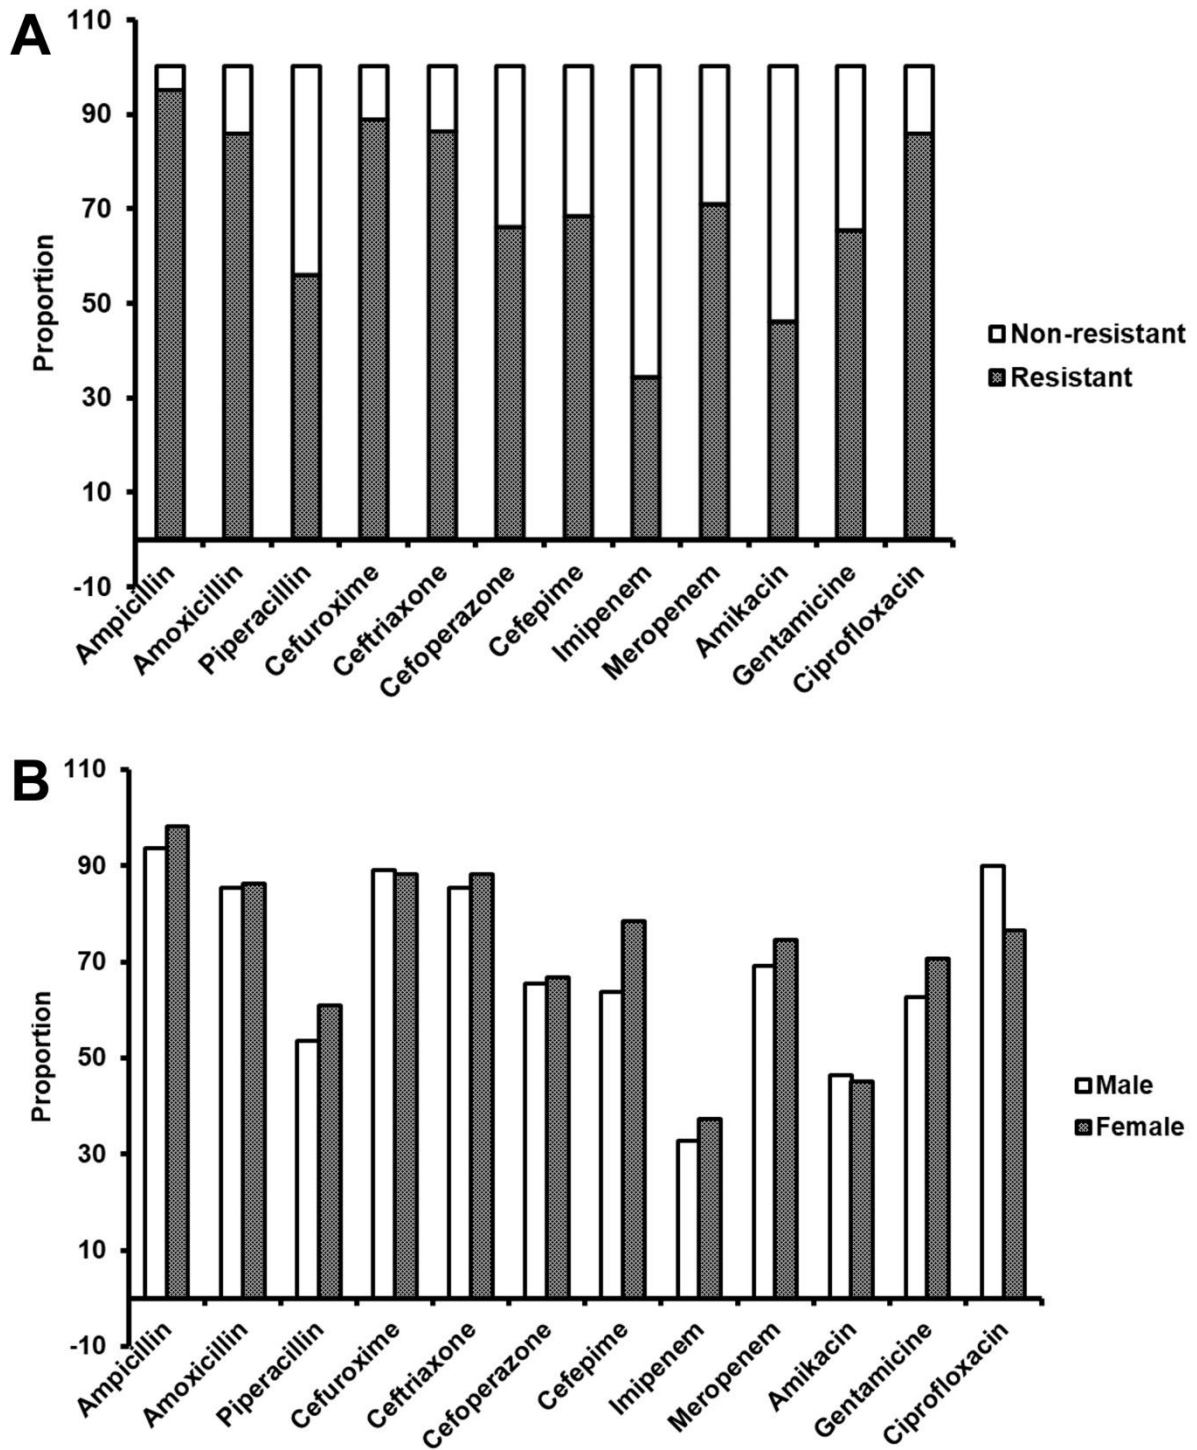 A
110
90
70
50
30
10
-10
Proportion
Non-resistant
Resistant
Ampicillin
Amoxicillin
Piperacillin
Cefuroxime
Ceftriaxone
Cefoperazone
Cefepime
Imipenem
Meropenem
Amikacin
Gentamicine
Ciprofloxacin
B
110
90
70
50
30
10
-10
Proportion
Male
Female
Ampicillin
Amoxicillin
Piperacillin
Cefuroxime
Ceftriaxone
Cefoperazone
Cefepime
Imipenem
Meropenem
Amikacin
Gentamicine
Ciprofloxacin